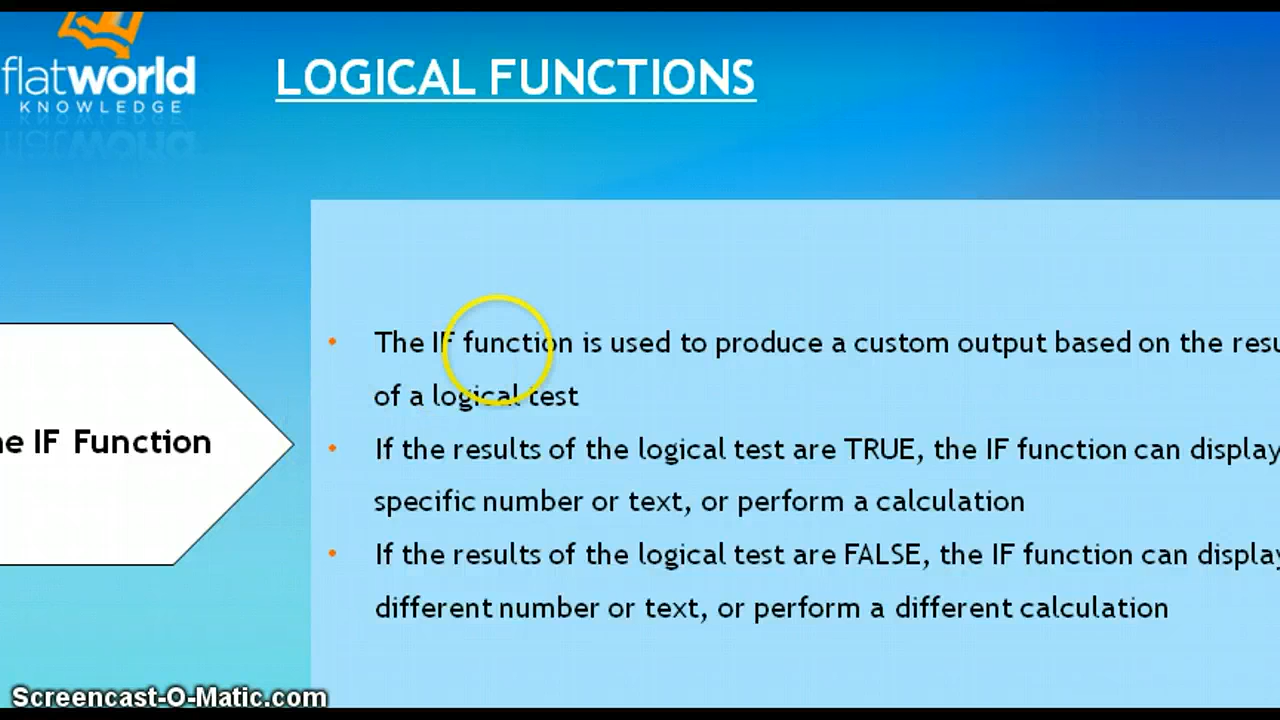 flatworld
KNOWLEDGE
LOGICAL FUNCTIONS
The IF function is used to produce a custom output based on the
of a logical test
If the results of the logical test are TRUE, the IF function can display
specific number or text, or perform a calculation
If the results of the logical test are FALSE, the IF function can display
different number or text, or perform a different calculation
IF Function
Screencast-O-Matic.com